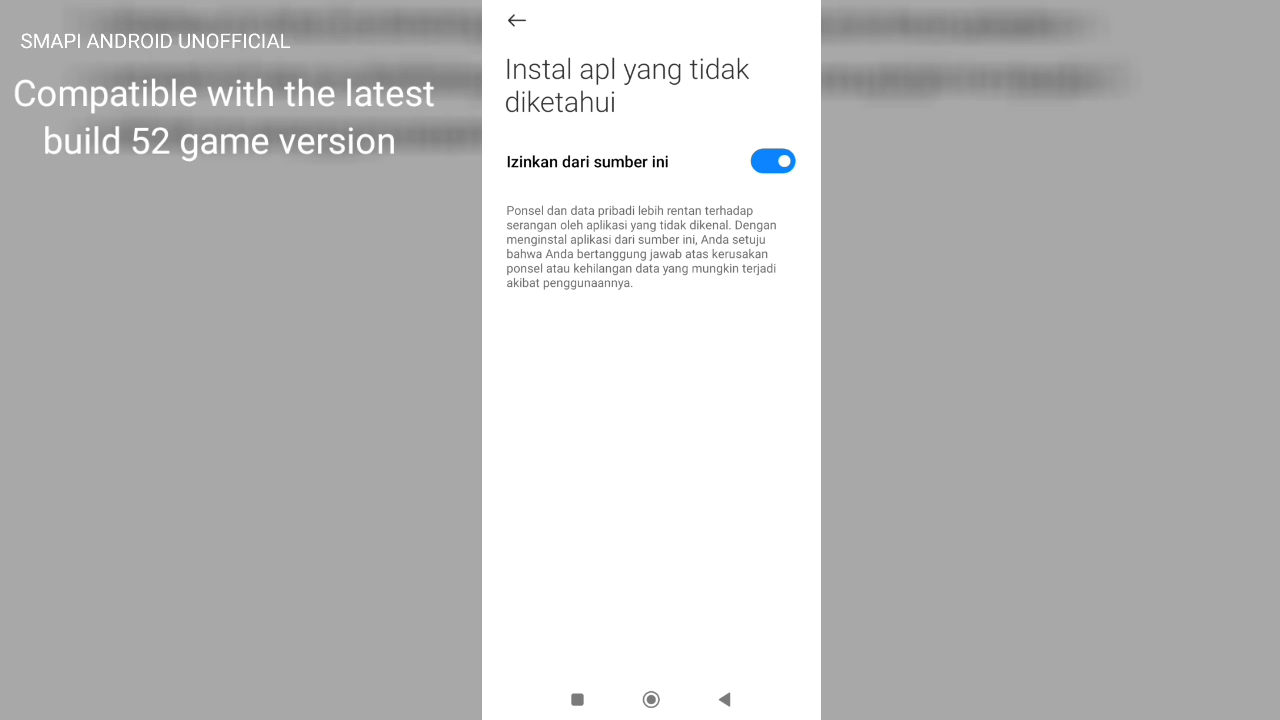 SMAPI ANDROID UNOFFICIAL
Compatible with the latest
build 52 game version
Instal apl yang tidak
diketahui
Izinkan dari sumber ini
Ponsel dan data pribadi lebih rentan terhadap
serangan oleh aplikasi yang tidak dikenal. Dengan
menginstal aplikasi dari sumber ini, Anda setuju
bahwa Anda bertanggung jawab atas kerusakan
ponsel atau kehilangan data yang mungkin terjadi
akibat penggunaannya.